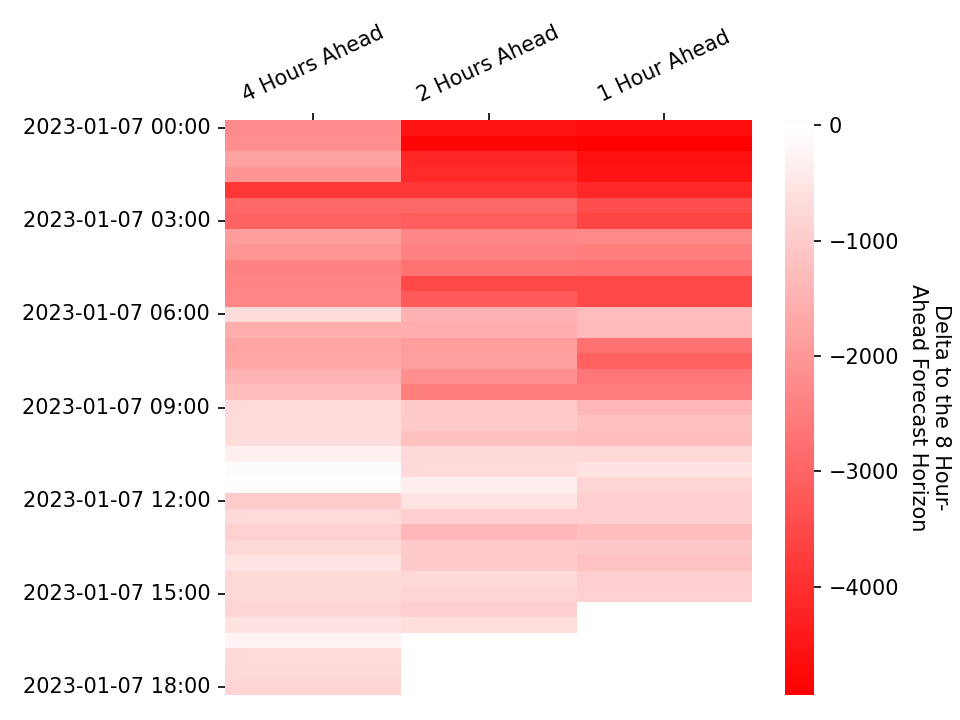 4 Hours Ahead
2 Hours Ahead
1 Hour Ahead
2023-01-07 00:00
2023-01-07 03:00
2023-01-07 06:00
2023-01-07 09:00
2023-01-07 12:00
2023-01-07 15:00
2023-01-07 18:00
0
−1000
−2000
−3000
−4000
Delta to the 8 Hour-
Ahead Forecast Horizon